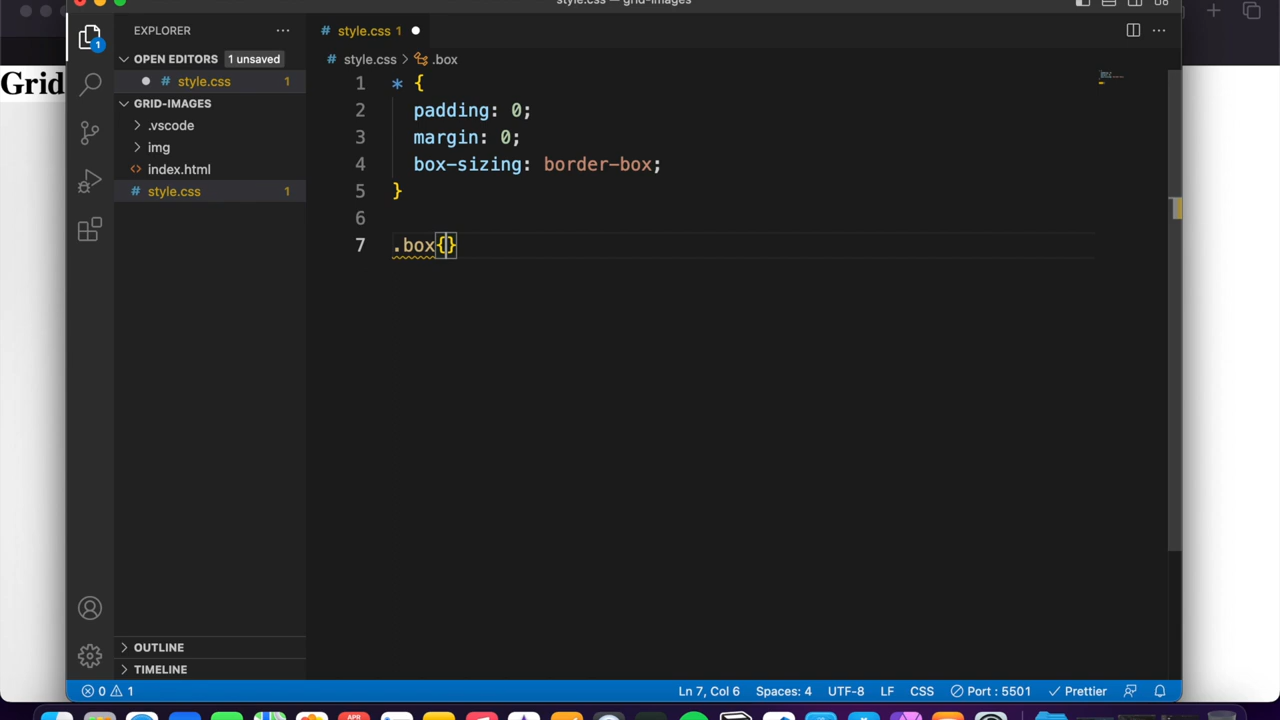 style.css — grid-images
EXPLORER
OPEN EDITORS 1 unsaved
# style.css 1
GRID-IMAGES
.vscode
img
<> index.html
# style.css 1
OUTLINE
TIMELINE
# style.css 1
# style.css > .box
1 * {
2 padding: 0;
3 margin: 0;
4 box-sizing: border-box;
5 }
6
7 .box{}
Grid
1
0 1
Ln 7, Col 6 Spaces: 4 UTF-8 LF CSS Port : 5501 Prettier
APR